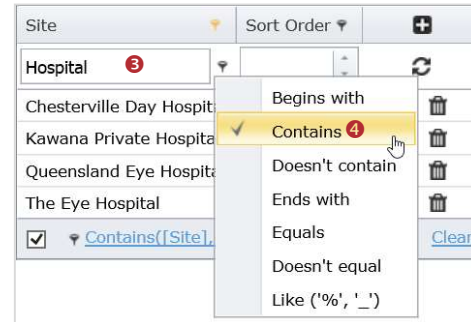 Site Sort Order
Hospital 3
Begins with
Chesterville Day Hospit
Contains 4
Kawana Private Hospita
Doesn't contain
Queensland Eye Hospita
Ends with
The Eye Hospital
Equals
Contains([Site], Clear
Doesn't equal
Like ('%', '_')